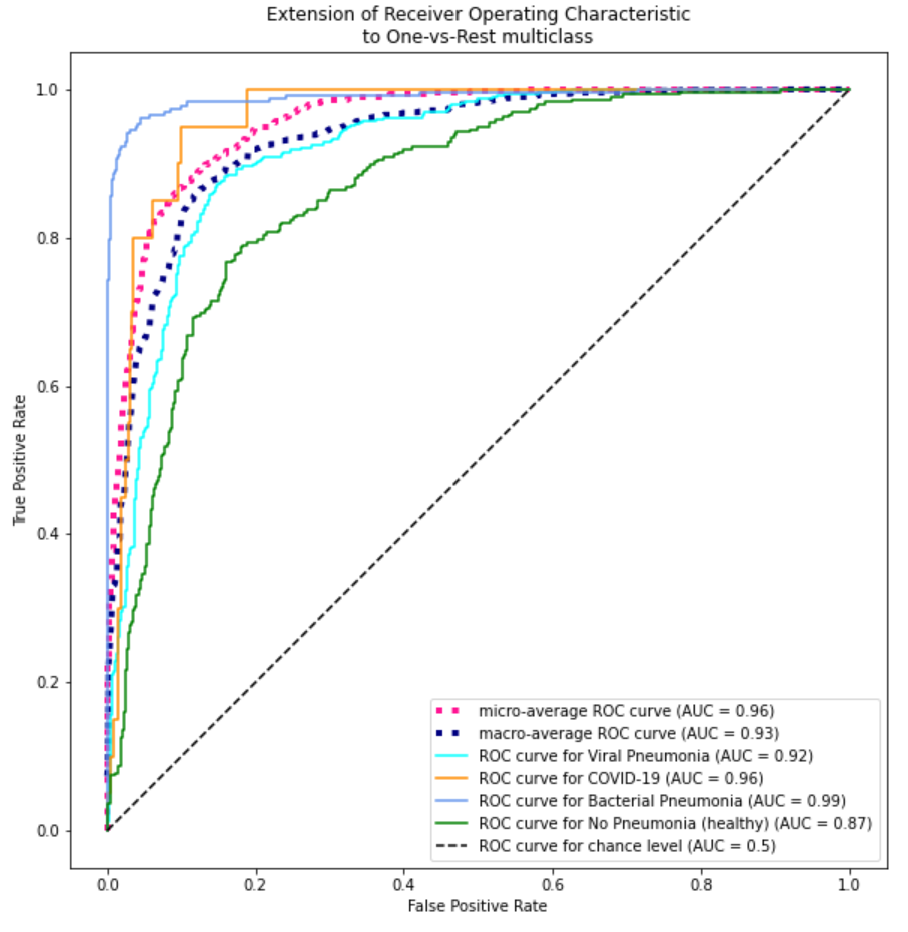 Extension of Receiver Operating Characteristic
to One-vs-Rest multiclass
True Positive Rate
1.0
0.8
0.6
0.4
0.2
0.0
micro-average ROC curve (AUC = 0.96)
macro-average ROC curve (AUC = 0.93)
ROC curve for Viral Pneumonia (AUC = 0.92)
ROC curve for COVID-19 (AUC = 0.96)
ROC curve for Bacterial Pneumonia (AUC = 0.99)
ROC curve for No Pneumonia (healthy) (AUC = 0.87)
ROC curve for chance level (AUC = 0.5)
0.0 0.2 0.4 0.6 0.8 1.0
False Positive Rate